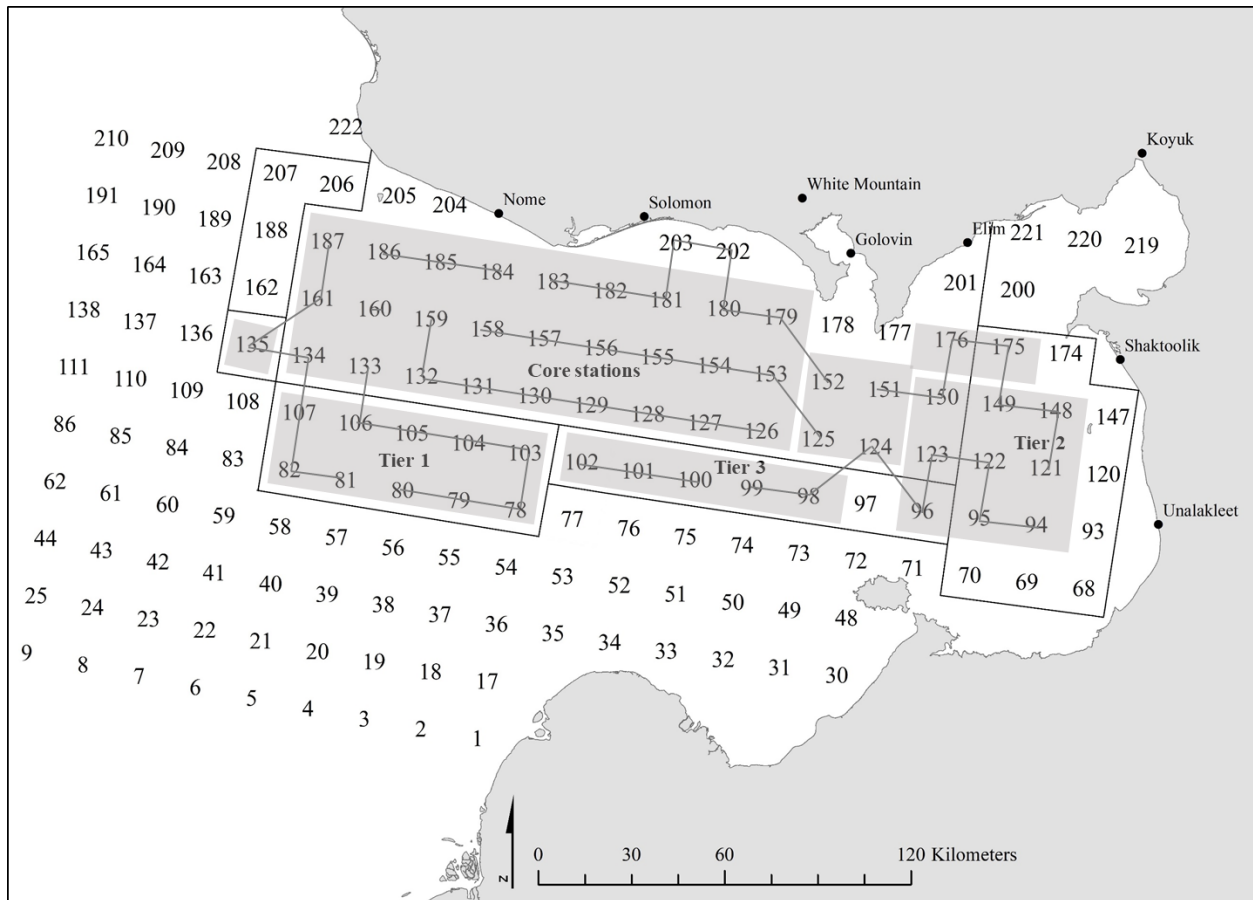 Koyuk
222
210 209 208 207 206 205 204 Nome Solomon White Mountain
191 190 189 188 187 186 185 184 203 202 Golovin Elim 221 220 219
165 164 163 162 161 160 183 182 181 180 179 178 177 201 200
138 137 136 135 134 133 159 158 157 156 155 154 153 152 151 176 175 174 Shaktoolik
Core stations
111 110 109 108 107 106 132 131 130 129 128 127 126 125 150 149 148 147
86 85 84 83 82 81 105 104 103 102 101 100 99 98 124 123 122 121 120
Tier 1 Tier 3 Tier 2
62 61 60 59 58 57 80 79 78 77 76 75 74 73 97 96 95 94 93 Unalakleet
44 43 42 41 40 39 56 55 54 53 52 51 50 49 72 71 70 69 68
25 24 23 22 21 20 38 37 36 35 34 33 32 31 48
9 8 7 6 5 4 19 18 17 30
3 2 1
N
0 30 60 120 Kilometers